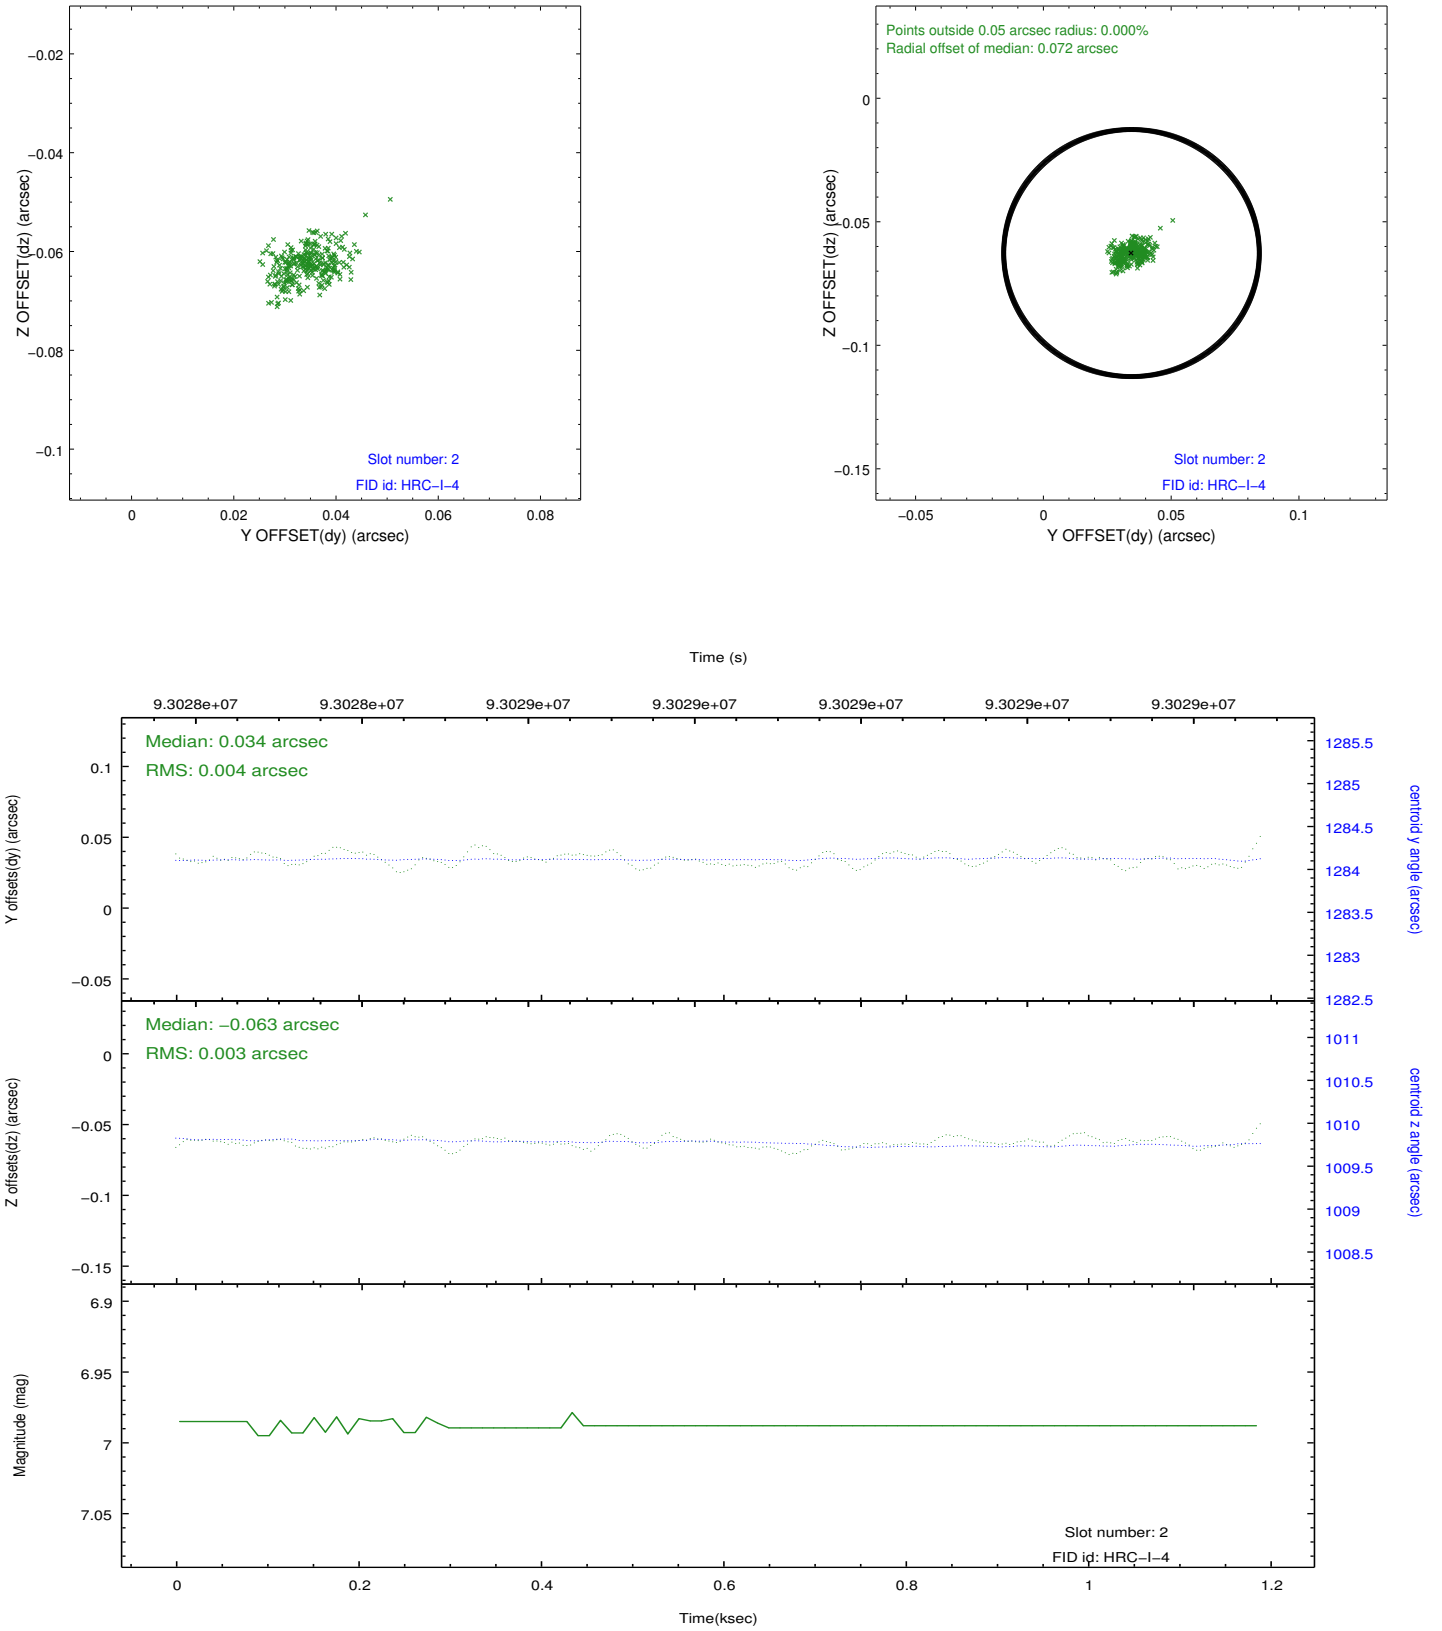 −0.02
−0.04
−0.06
−0.08
−0.1
Z OFFSET(dz) (arcsec)
Slot number: 2
FID id: HRC−I−4
0 0.02 0.04 0.06 0.08
Y OFFSET(dy) (arcsec)
Points outside 0.05 arcsec radius: 0.000%
Radial offset of median: 0.072 arcsec
0
−0.05
−0.1
−0.15
Z OFFSET(dz) (arcsec)
Slot number: 2
FID id: HRC−I−4
−0.05 0 0.05 0.1
Y OFFSET(dy) (arcsec)
Time (s)
9.3028e+07 9.3028e+07 9.3029e+07 9.3029e+07 9.3029e+07 9.3029e+07 9.3029e+07
Median: 0.034 arcsec
RMS: 0.004 arcsec
0.1
0.05
0
−0.05
Y offsets(dy) (arcsec)
1285.5
1285
1284.5
1284
1283.5
1283
1282.5
centroid y angle (arcsec)
Median: −0.063 arcsec
RMS: 0.003 arcsec
0
−0.05
−0.1
−0.15
Z offsets(dz) (arcsec)
1011
1010.5
1010
1009.5
1009
1008.5
centroid z angle (arcsec)
6.9
6.95
7
7.05
Magnitude (mag)
Slot number: 2
FID id: HRC−I−4
0 0.2 0.4 0.6 0.8 1 1.2
Time(ksec)